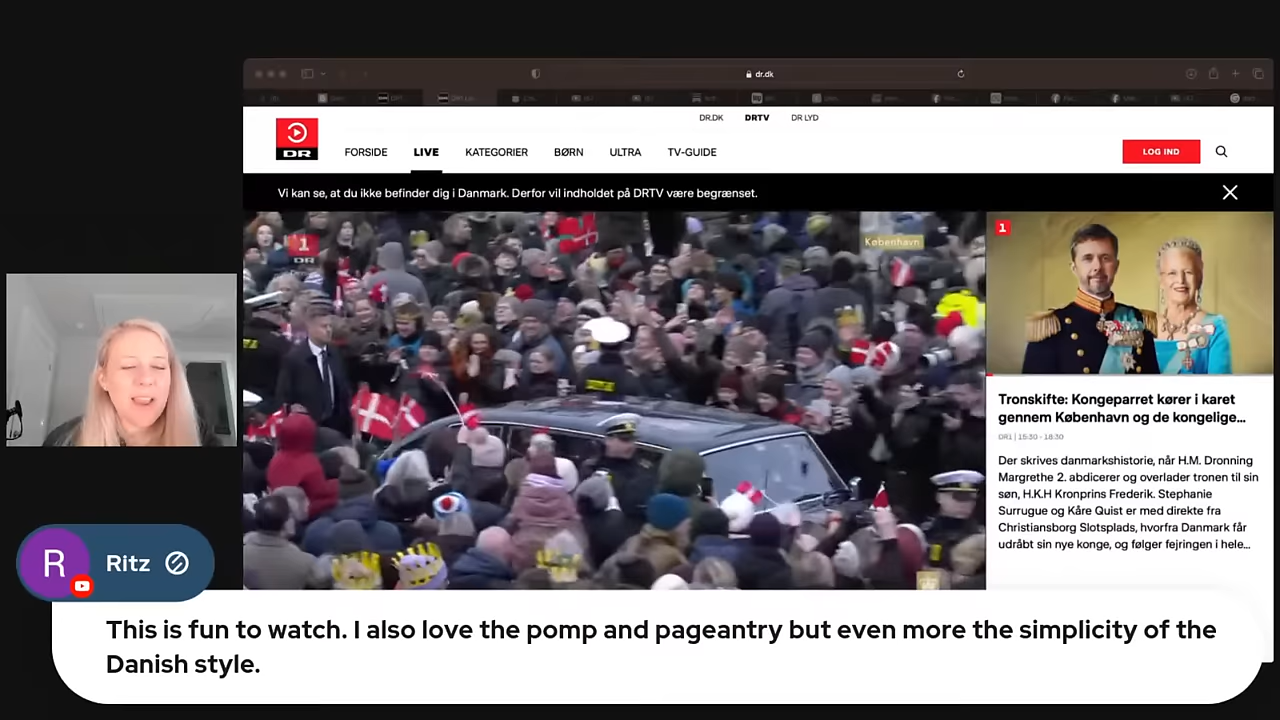 dr.dk
DR.DK DRTV DR LYD
DR
FORSIDE LIVE KATEGORIER BØRN ULTRA TV-GUIDE
LOG IND
Vi kan se, at du ikke befinder dig i Danmark. Derfor vil indholdet på DRTV være begrænset.
1
DR
København
1
Tronskifte: Kongeparret kører i karet
gennem København og de kongelige...
DR1 | 15:30 - 18:30
Der skrives danmarkshistorie, når H.M. Dronning
Margrethe 2. abdicerer og overlader tronen til sin
søn, H.K.H Kronprins Frederik. Stephanie
Surrugue og Kåre Quist er med direkte fra
Christiansborg Slotsplads, hvorfra Danmark får
udråbt sin nye konge, og følger fejringen i hele...
R Ritz
This is fun to watch. I also love the pomp and pageantry but even more the simplicity of the
Danish style.